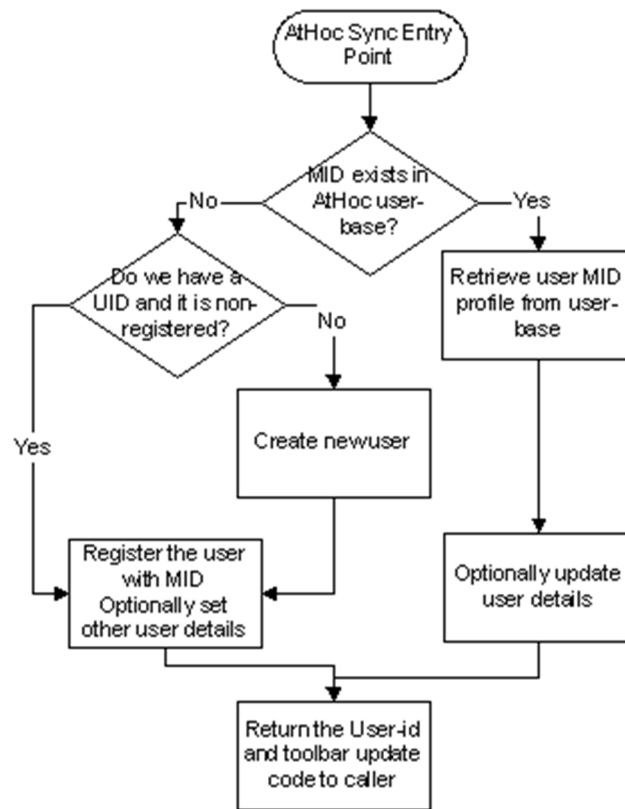 AtHoc Sync Entry
Point
MID exists in
AtHoc user-
base?
No
Yes
Do we have a
UID and it is non-
registered?
Retrieve user MID
profile from user-
base
No
Yes
Create newuser
Register the user
with MID
Optionally set
other user details
Optionally update
user details
Return the User-id
and toolbar update
code to caller